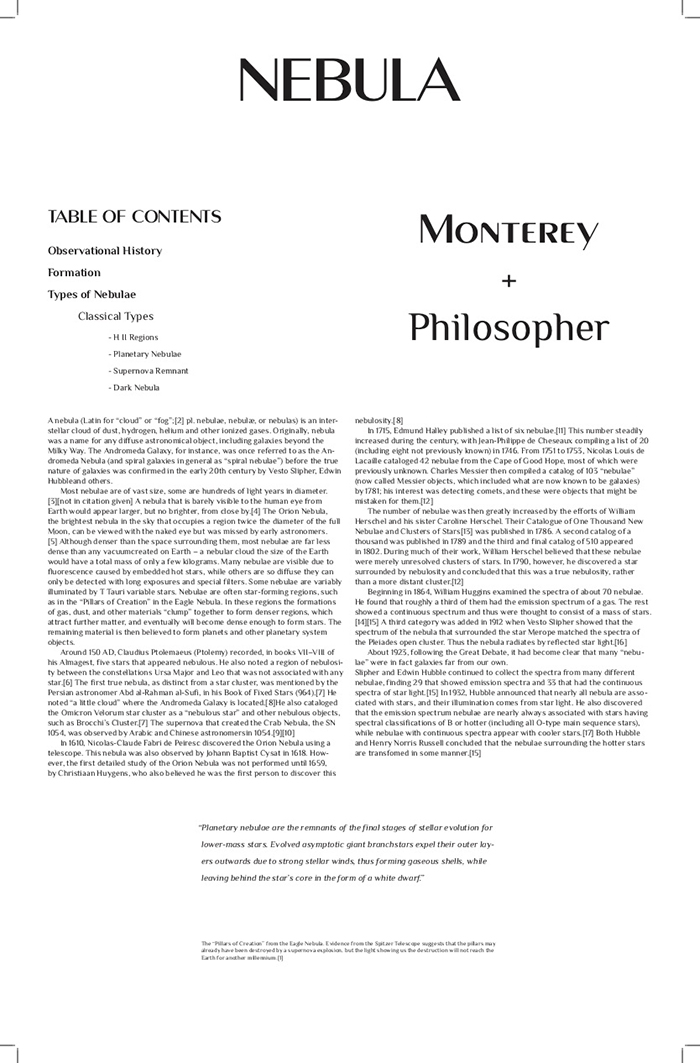 NEBULA
TABLE OF CONTENTS
Observational History
Formation
Types of Nebulae
Classical Types
- H II Regions
- Planetary Nebulae
- Supernova Remnant
- Dark Nebula
Monterey
+
Philosopher
A nebula (Latin for "cloud" or "fog";[2] pl. nebulae, nebulæ, or nebulas) is an inter-
stellar cloud of dust, hydrogen, helium and other ionized gases. Originally, nebula
was a name for any diffuse astronomical object, including galaxies beyond the
Milky Way. The Andromeda Galaxy, for instance, was once referred to as the An-
dromeda Nebula (and spiral galaxies in general as "spiral nebulae") before the true
nature of galaxies was confirmed in the early 20th century by Vesto Slipher, Edwin
Hubbleand others.
Most nebulae are of vast size, some are hundreds of light years in diameter.
[3][not in citation given] A nebula that is barely visible to the human eye from
Earth would appear larger, but no brighter, from close by.[4] The Orion Nebula,
the brightest nebula in the sky that occupies a region twice the diameter of the full
Moon, can be viewed with the naked eye but was missed by early astronomers.
[5] Although denser than the space surrounding them, most nebulae are far less
dense than any vacuumcreated on Earth – a nebular cloud the size of the Earth
would have a total mass of only a few kilograms. Many nebulae are visible due to
fluorescence caused by embedded hot stars, while others are so diffuse they can
only be detected with long exposures and special filters. Some nebulae are variably
illuminated by T Tauri variable stars. Nebulae are often star-forming regions, such
as in the "Pillars of Creation" in the Eagle Nebula. In these regions the formations
of gas, dust, and other materials "clump" together to form denser regions, which
attract further matter, and eventually will become dense enough to form stars. The
remaining material is then believed to form planets and other planetary system
objects.
Around 150 AD, Claudius Ptolemaeus (Ptolemy) recorded, in books VII–VIII of
his Almagest, five stars that appeared nebulous. He also noted a region of nebulosi-
ty between the constellations Ursa Major and Leo that was not associated with any
star.[6] The first true nebula, as distinct from a star cluster, was mentioned by the
Persian astronomer Abd al-Rahman al-Sufi, in his Book of Fixed Stars (964).[7] He
noted "a little cloud" where the Andromeda Galaxy is located.[8]He also cataloged
the Omicron Velorum star cluster as a "nebulous star" and other nebulous objects,
such as Brocchi's Cluster.[7] The supernova that created the Crab Nebula, the SN
1054, was observed by Arabic and Chinese astronomersin 1054.[9][10]
In 1610, Nicolas-Claude Fabri de Peiresc discovered the Orion Nebula using a
telescope. This nebula was also observed by Johann Baptist Cysat in 1618. How-
ever, the first detailed study of the Orion Nebula was not performed until 1659,
by Christiaan Huygens, who also believed he was the first person to discover this
nebulosity.[8]
In 1715, Edmund Halley published a list of six nebulae.[11] This number steadily
increased during the century, with Jean-Philippe de Cheseaux compiling a list of 20
(including eight not previously known) in 1746. From 1751 to 1753, Nicolas Louis de
Lacaille cataloged 42 nebulae from the Cape of Good Hope, most of which were
previously unknown. Charles Messier then compiled a catalog of 103 "nebulae"
(now called Messier objects, which included what are now known to be galaxies)
by 1781; his interest was detecting comets, and these were objects that might be
mistaken for them.[12]
The number of nebulae was then greatly increased by the efforts of William
Herschel and his sister Caroline Herschel. Their Catalogue of One Thousand New
Nebulae and Clusters of Stars[13] was published in 1786. A second catalog of a
thousand was published in 1789 and the third and final catalog of 510 appeared
in 1802. During much of their work, William Herschel believed that these nebulae
were merely unresolved clusters of stars. In 1790, however, he discovered a star
surrounded by nebulosity and concluded that this was a true nebulosity, rather
than a more distant cluster.[12]
Beginning in 1864, William Huggins examined the spectra of about 70 nebulae.
He found that roughly a third of them had the emission spectrum of a gas. The rest
showed a continuous spectrum and thus were thought to consist of a mass of stars.
[14][15] A third category was added in 1912 when Vesto Slipher showed that the
spectrum of the nebula that surrounded the star Merope matched the spectra of
the Pleiades open cluster. Thus the nebula radiates by reflected star light.[16]
About 1923, following the Great Debate, it had become clear that many "nebu-
lae" were in fact galaxies far from our own.
Slipher and Edwin Hubble continued to collect the spectra from many different
nebulae, finding 29 that showed emission spectra and 33 that had the continuous
spectra of star light.[15] In 1932, Hubble announced that nearly all nebula are asso-
ciated with stars, and their illumination comes from star light. He also discovered
that the emission spectrum nebulae are nearly always associated with stars having
spectral classifications of B or hotter (including all O-type main sequence stars),
while nebulae with continuous spectra appear with cooler stars.[17] Both Hubble
and Henry Norris Russell concluded that the nebulae surrounding the hotter stars
are transfomed in some manner.[15]
"Planetary nebulae are the remnants of the final stages of stellar evolution for
lower-mass stars. Evolved asymptotic giant branchstars expel their outer lay-
ers outwards due to strong stellar winds, thus forming gaseous shells, while
leaving behind the star's core in the form of a white dwarf."
The "Pillars of Creation" from the Eagle Nebula. Evidence from the Spitzer Telescope suggests that the pillars may
already have been destroyed by a supernova explosion, but the light showing us the destruction will not reach the
Earth for another millennium.[1]